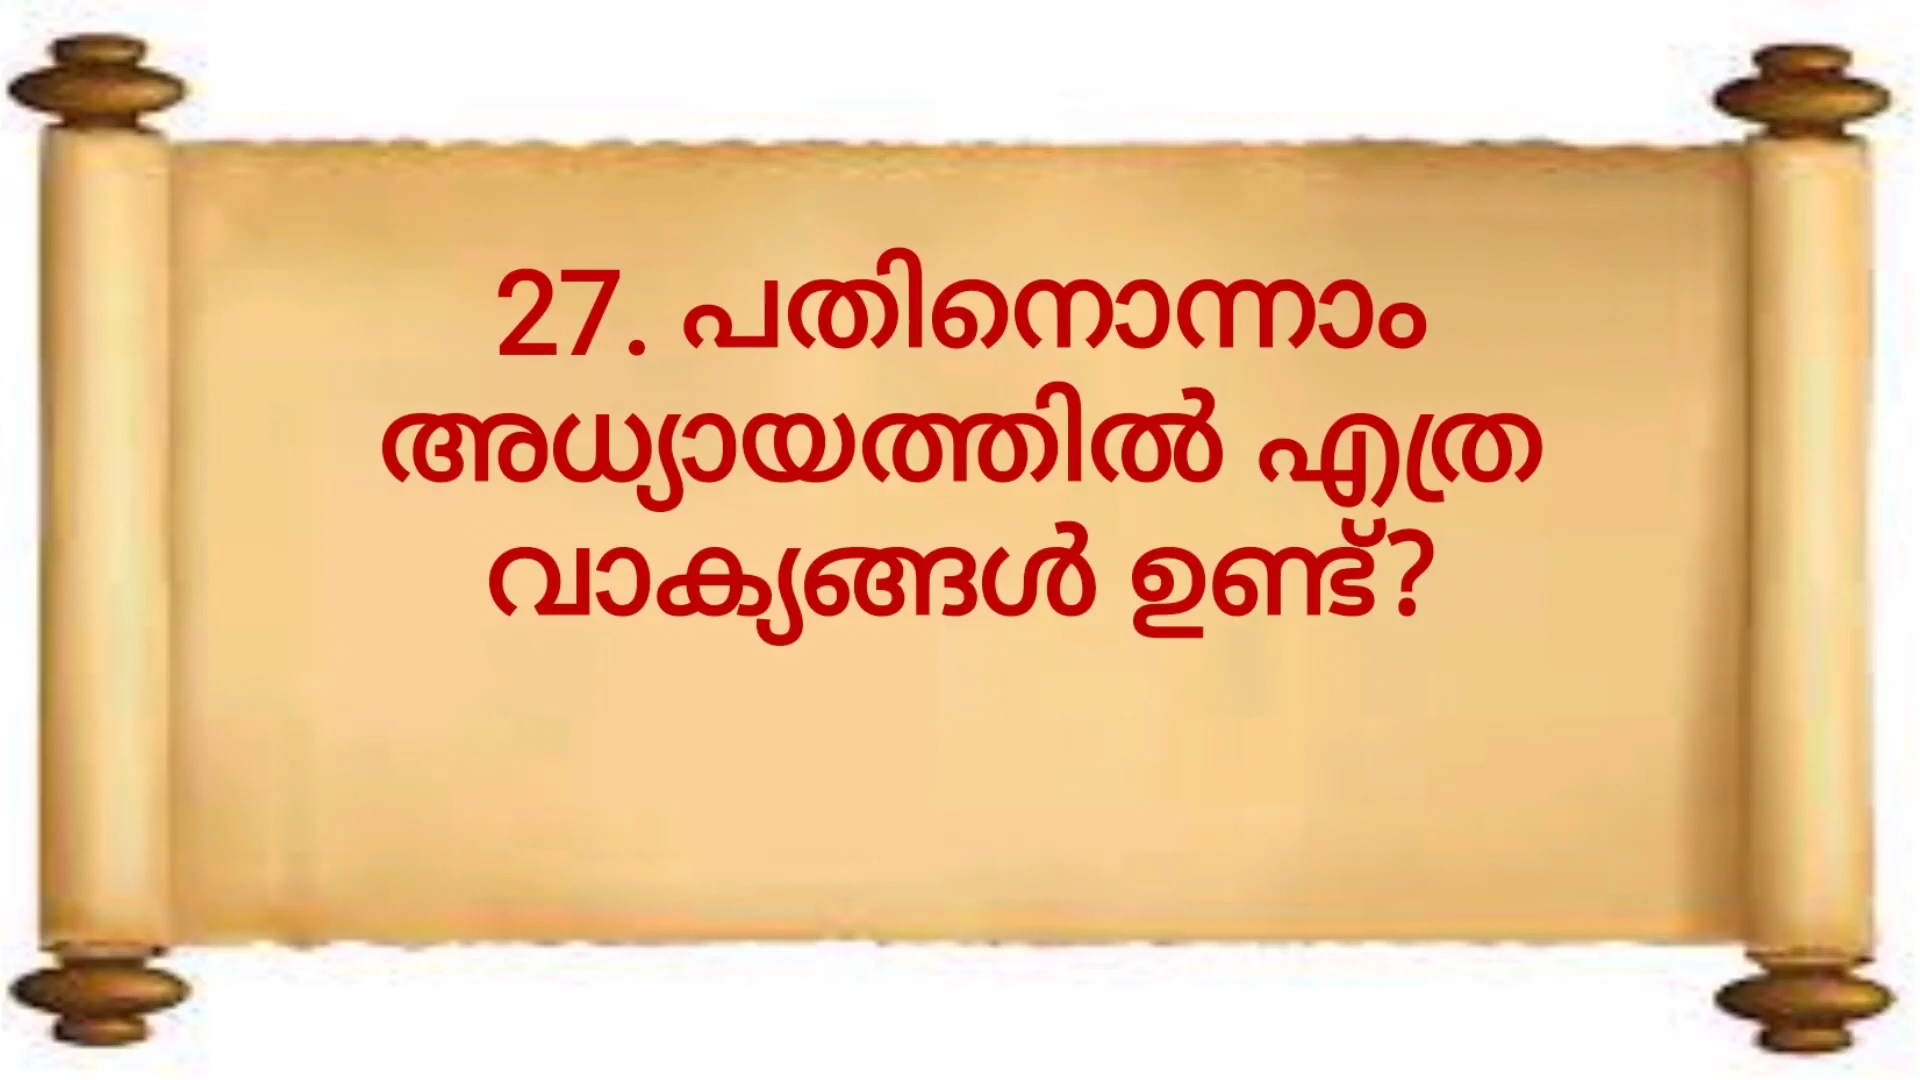 27. പതിനൊന്നാം
അധ്യായത്തിൽ എത്ര
വാക്യങ്ങൾ ഉണ്ട്?